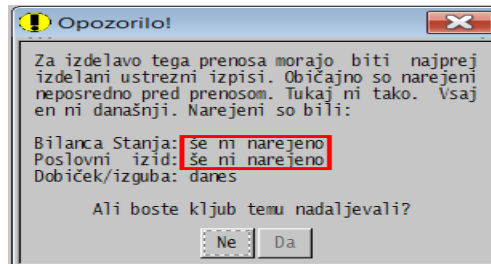 Opozorilo!
Za izdelavo tega prenosa morajo biti najprej
izdelani ustrezni izpisi. Običajno so narejeni
neposredno pred prenosom. Tukaj ni tako. Vsaj
en ni današnji. Narejeni so bili:
Bilanca Stanja: še ni narejeno
Poslovni izid: še ni narejeno
Dobiček/izguba: danes
Ali boste kljub temu nadaljevali?
Ne Da